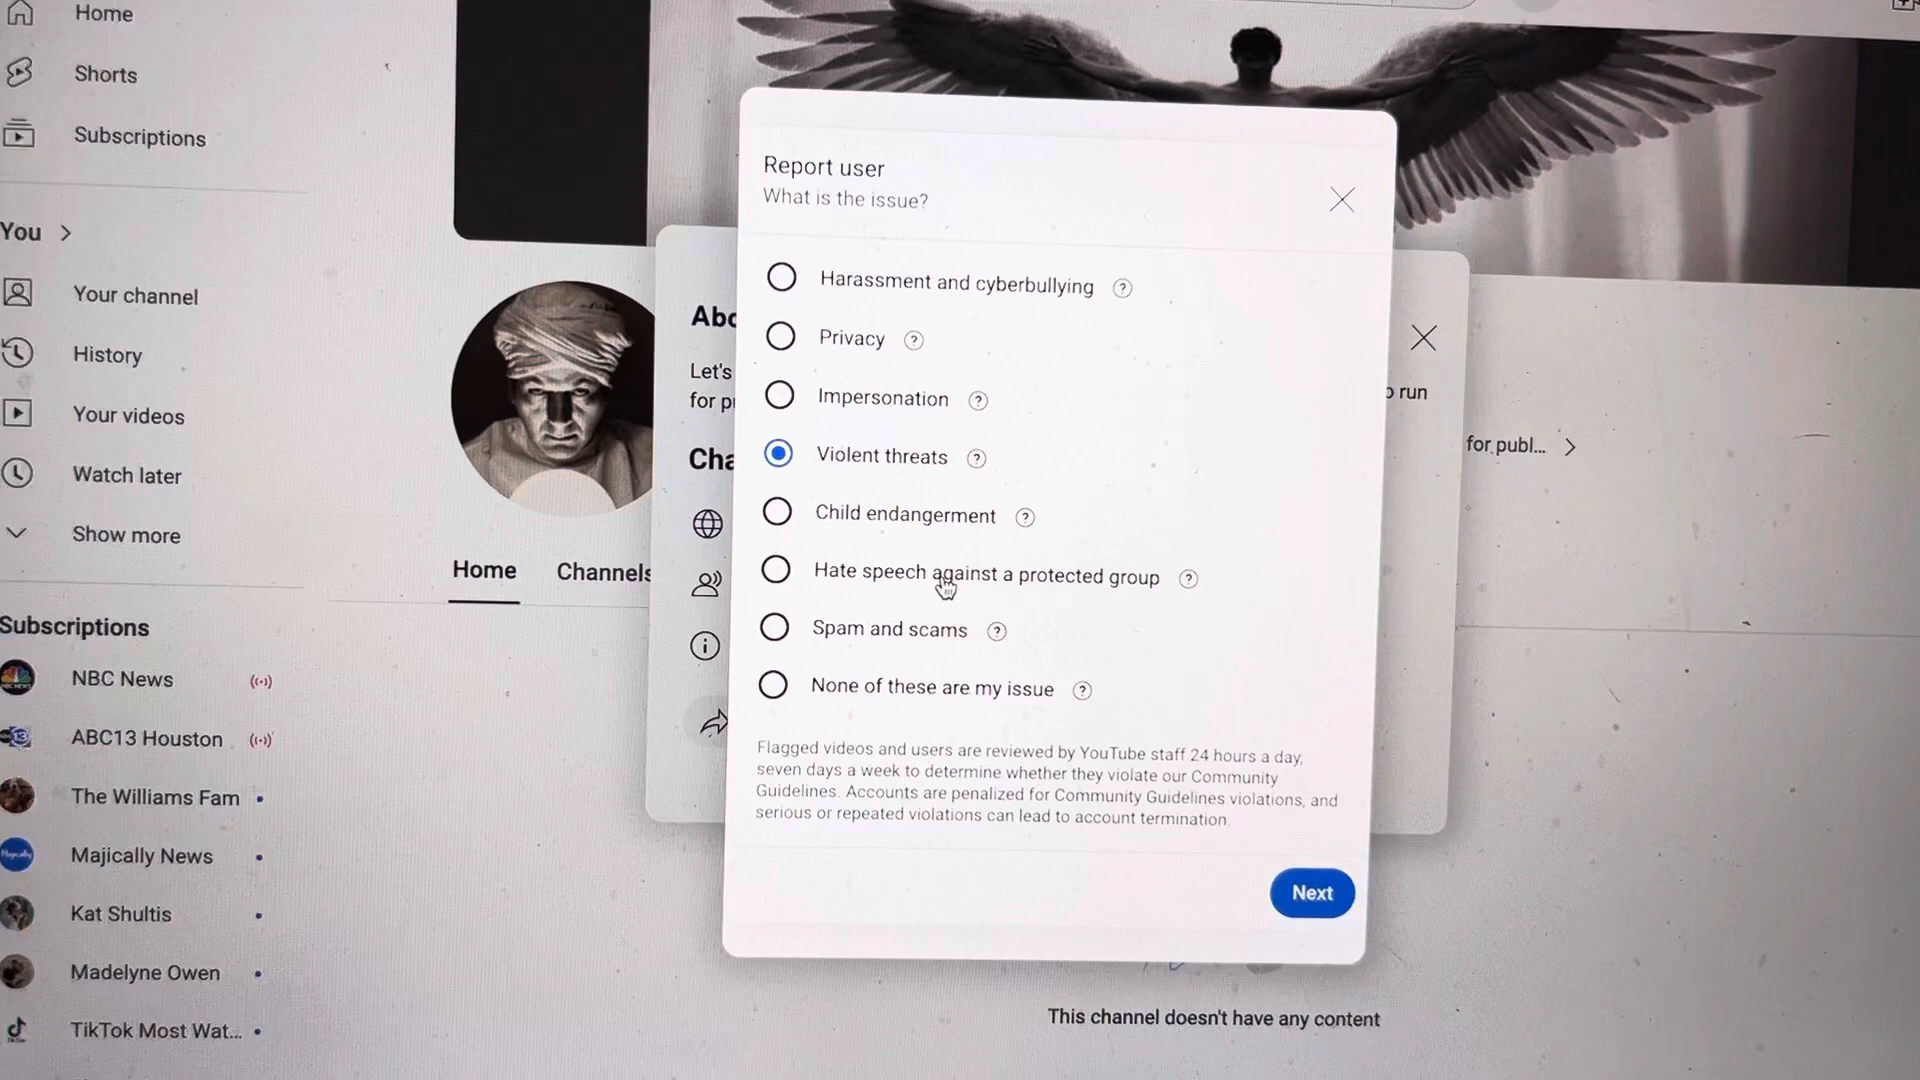 Home
Shorts
Subscriptions
You
Your channel
History
Your videos
Watch later
Show more
Subscriptions
NBC News
ABC13 Houston
The Williams Fam
Majically News
Kat Shultis
Madelyne Owen
TikTok Most Wat...
Home
Channels
Let's
for
run
for publ...
Report user
What is the issue?
Harassment and cyberbullying
Privacy
Impersonation
Violent threats
Child endangerment
Hate speech against a protected group
Spam and scams
None of these are my issue
Flagged videos and users are reviewed by YouTube staff 24 hours a day,
seven days a week to determine whether they violate our Community
Guidelines. Accounts are penalized for Community Guidelines violations, and
serious or repeated violations can lead to account termination.
Next
This channel doesn't have any content